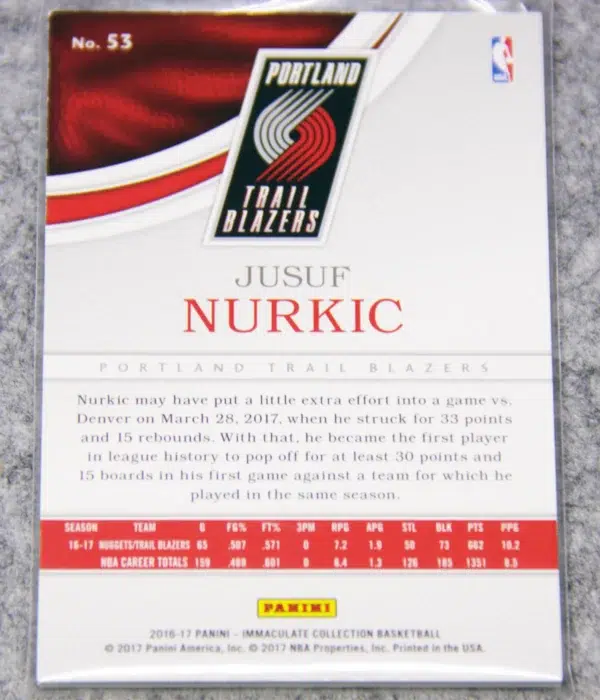 No. 53
PORTLAND
TRAIL
BLAZERS
JUSUF
NURKIC
PORTLAND TRAIL BLAZERS
Nurkic may have put a little extra effort into a game vs.
Denver on March 28, 2017, when he struck for 33 points
and 15 rebounds. With that, he became the first player
in league history to pop off for at least 30 points and
15 boards in his first game against a team for which he
played in the same season.
SEASON TEAM G FG% FT% 3PM RPG APG STL BLK PTS PPG
16-17 NUGGETS/TRAIL BLAZERS 65 .507 .571 0 7.2 1.9 50 73 662 10.2
NBA CAREER TOTALS 159 .469 .601 0 6.4 1.3 126 185 1351 8.5
PANINI
2016-17 PANINI - IMMACULATE COLLECTION BASKETBALL
© 2017 Panini America, Inc. © 2017 NBA Properties, Inc. Printed in the USA.